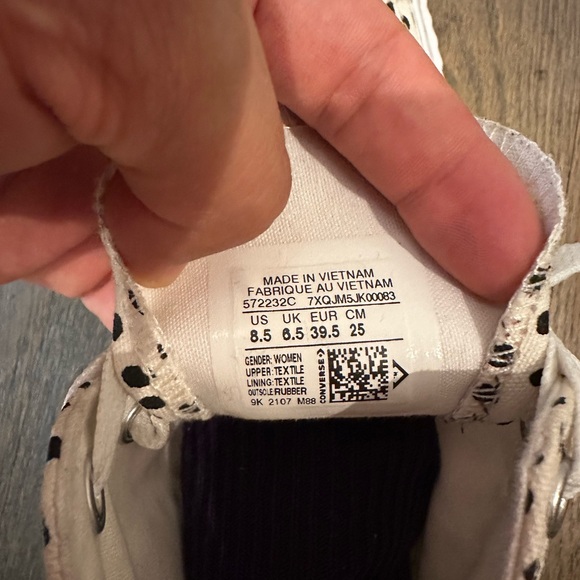 MADE IN VIETNAM
FABRIQUE AU VIETNAM
572232C 7XQJM5JK00083
US UK EUR CM
8.5 6.5 39.5 25
GENDER: WOMEN
UPPER: TEXTILE
LINING: TEXTILE
OUTSOLE: RUBBER
9K 2107 M88
CONVERSE